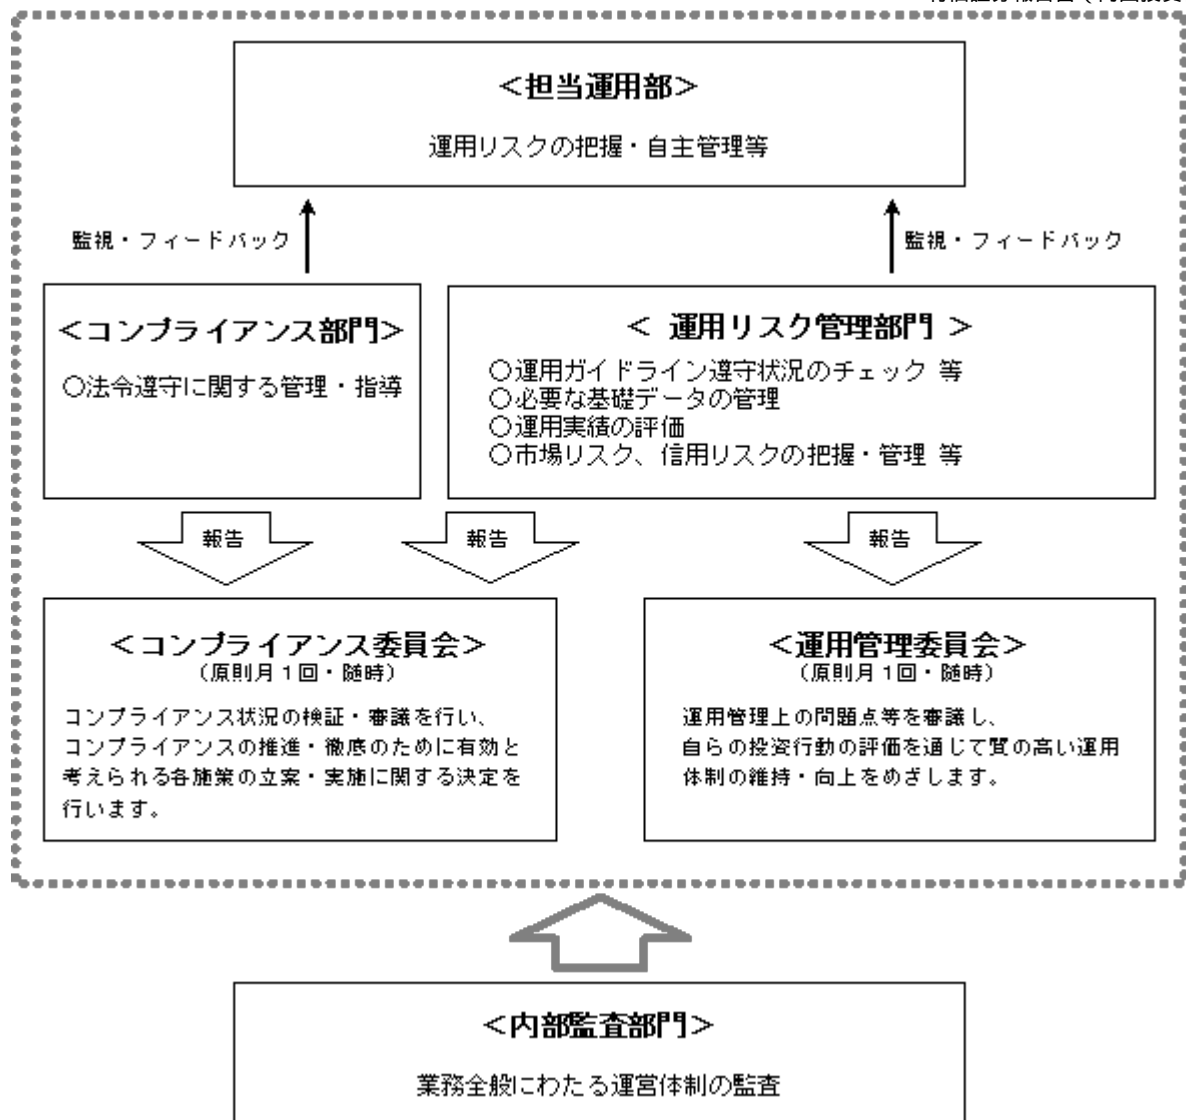 ＜担当運用部＞
運用リスクの把握・自主管理等
監視・フィードバック
監視・フィードバック
＜コンプライアンス部門＞
○法令遵守に関する管理・指導
＜ 運用リスク管理部門 ＞
○運用ガイドライン遵守状況のチェック 等
○必要な基礎データの管理
○運用実績の評価
○市場リスク、信用リスクの把握・管理 等
報告
報告
報告
＜コンプライアンス委員会＞
（原則月１回・随時）
コンプライアンス状況の検証・審議を行い、
コンプライアンスの推進・徹底のために有効と
考えられる各施策の立案・実施に関する決定を
行います。
＜運用管理委員会＞
（原則月１回・随時）
運用管理上の問題点等を審議し、
自らの投資行動の評価を通じて質の高い運用
体制の維持・向上をめざします。
＜内部監査部門＞
業務全般にわたる運営体制の監査